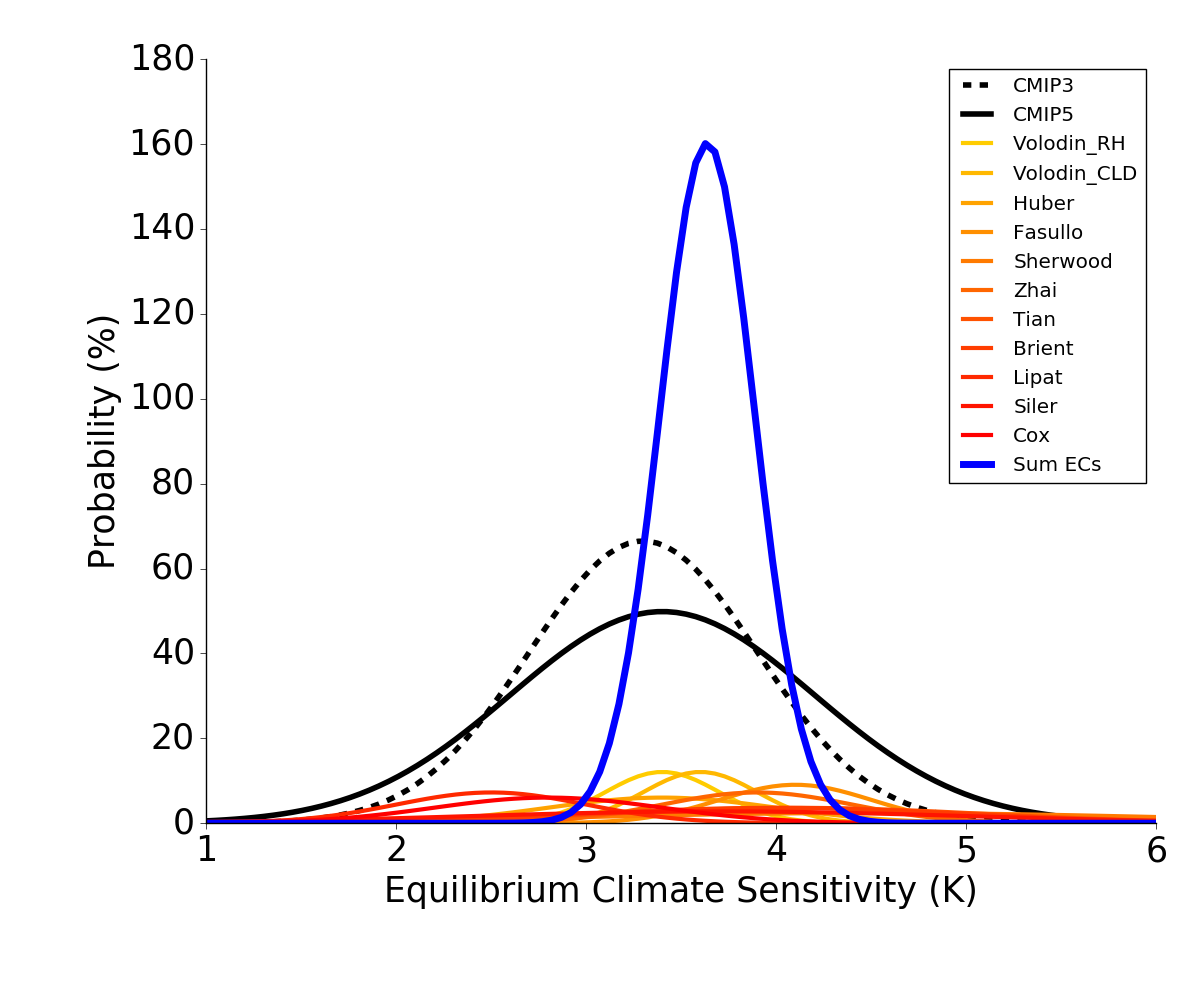 180
160
140
120
100
80
60
40
20
0
Probability (%)
1 2 3 4 5 6
Equilibrium Climate Sensitivity (K)
CMIP3
CMIP5
Volodin_RH
Volodin_CLD
Huber
Fasullo
Sherwood
Zhai
Tian
Brient
Lipat
Siler
Cox
Sum ECs